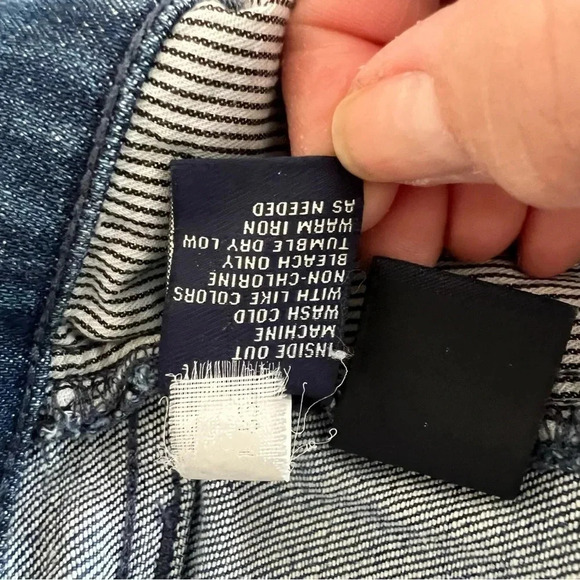 INSIDE OUT
MACHINE
WASH COLD
WITH LIKE COLORS
NON-CHLORINE
BLEACH ONLY
TUMBLE DRY LOW
WARM IRON
AS NEEDED